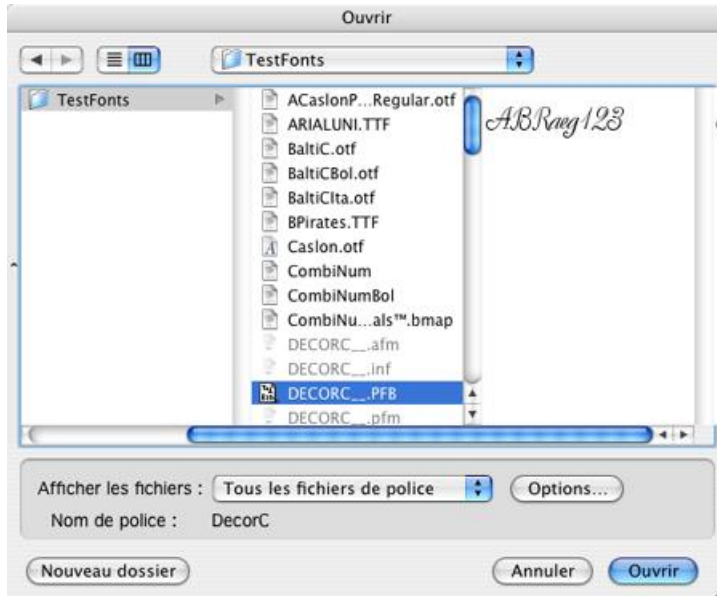 Ouvrir
TestFonts
TestFonts
ACaslonP...Regular.otf
ARIALUNI.TTF
BaltiC.otf
BaltiCBol.otf
BaltiCIta.otf
BPirates.TTF
Caslon.otf
CombiNum
CombiNumBol
CombiNu...als™.bmap
DECORC__.afm
DECORC__.inf
DECORC__.PFB
DECORC__.pfm
ABRaeg123
Afficher les fichiers : Tous les fichiers de police Options...
Nom de police : DecorC
Nouveau dossier Annuler Ouvrir